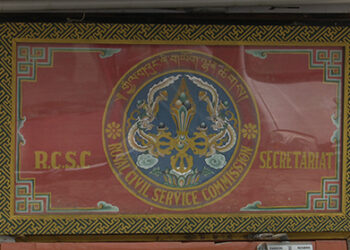 R.C.S.C
ROYAL CIVIL SERVICE COMMISSION
SECRETARIAT